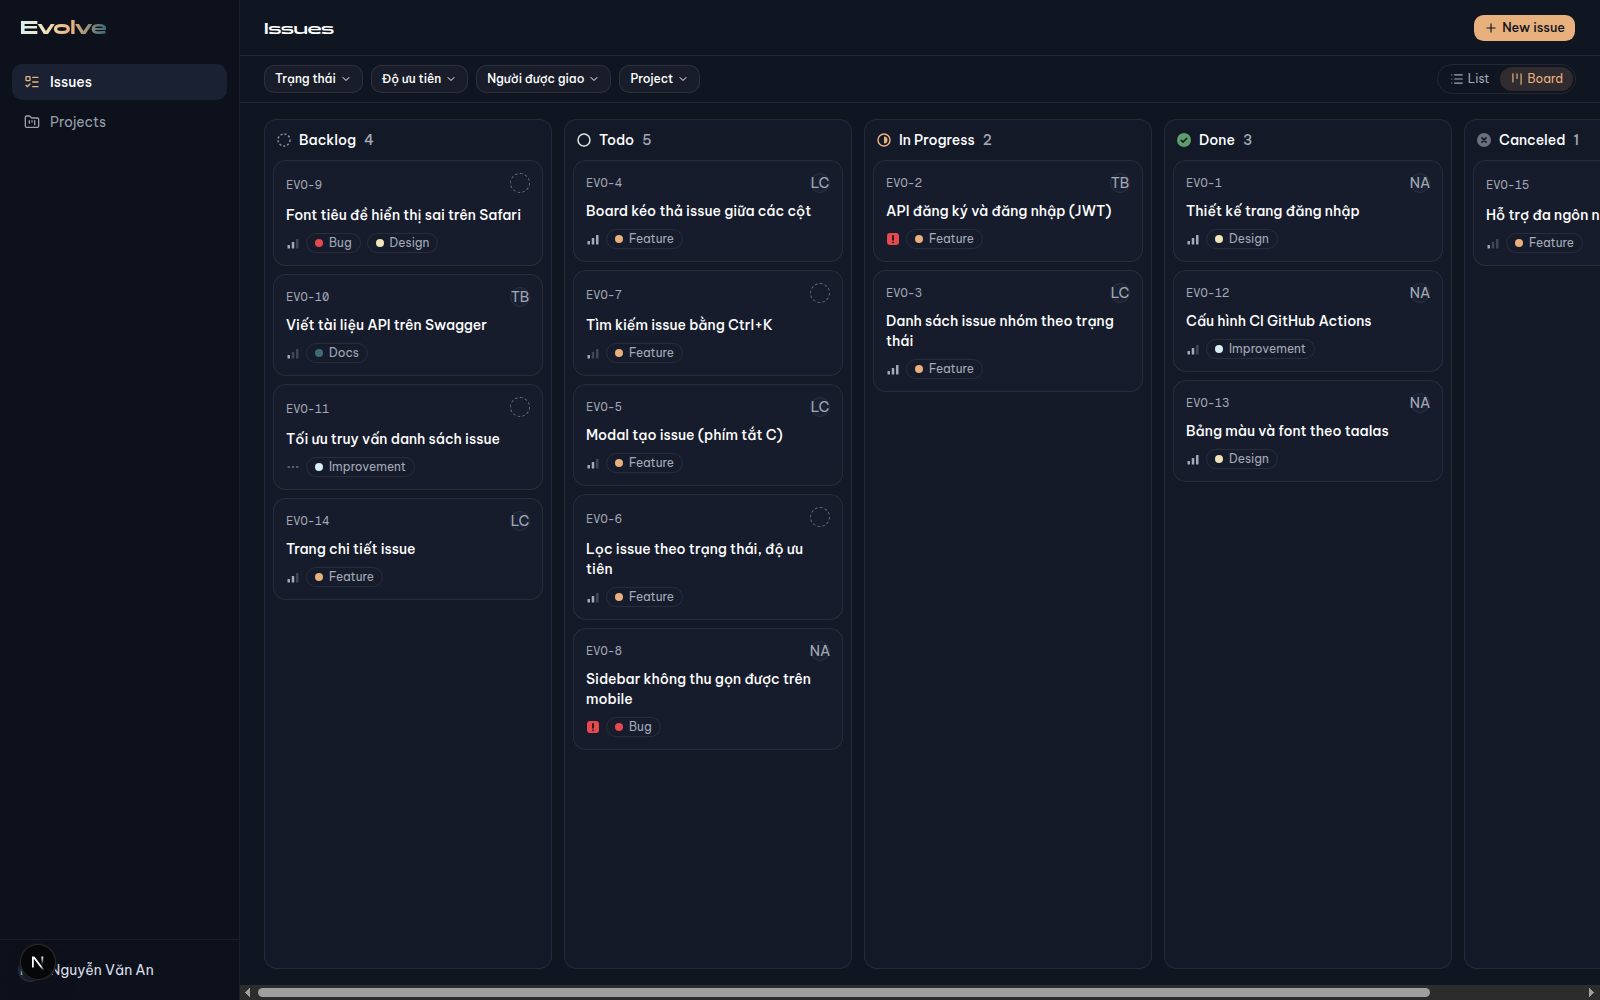 Evolve
Issues
Projects
Nguyễn Văn An
Issues
+ New issue
Trạng thái
Độ ưu tiên
Người được giao
Project
List
Board
Backlog 4
EVO-9
Font tiêu đề hiển thị sai trên Safari
Bug
Design
EVO-10
TB
Viết tài liệu API trên Swagger
Docs
EVO-11
Tối ưu truy vấn danh sách issue
Improvement
EVO-14
LC
Trang chi tiết issue
Feature
Todo 5
EVO-4
LC
Board kéo thả issue giữa các cột
Feature
EVO-7
Tìm kiếm issue bằng Ctrl+K
Feature
EVO-5
LC
Modal tạo issue (phím tắt C)
Feature
EVO-6
Lọc issue theo trạng thái, độ ưu
tiên
Feature
EVO-8
NA
Sidebar không thu gọn được trên
mobile
Bug
In Progress 2
EVO-2
TB
API đăng ký và đăng nhập (JWT)
Feature
EVO-3
LC
Danh sách issue nhóm theo trạng
thái
Feature
Done 3
EVO-1
NA
Thiết kế trang đăng nhập
Design
EVO-12
NA
Cấu hình CI GitHub Actions
Improvement
EVO-13
NA
Bảng màu và font theo taalas
Design
Canceled 1
EVO-15
Hỗ trợ đa ngôn n
Feature